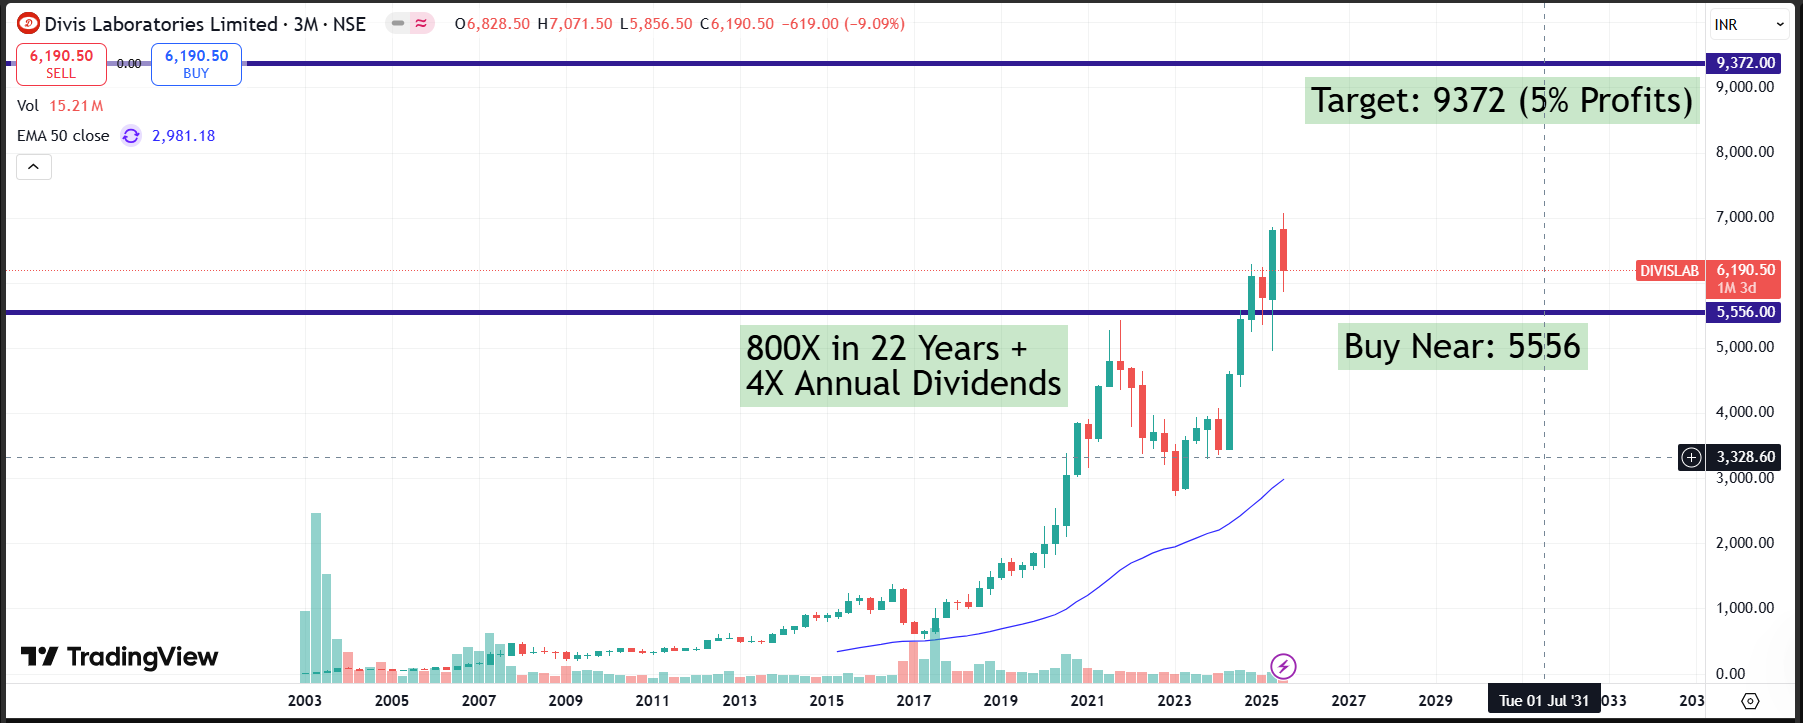 Divis Laboratories Limited · 3M · NSE O6,828.50 H7,071.50 L5,856.50 C6,190.50 −619.00 (−9.09%) INR
6,190.50 0.00 6,190.50
SELL BUY
9,372.00
9,000.00
Target: 9372 (5% Profits)
Vol 15.21 M
EMA 50 close 2,981.18
8,000.00
7,000.00
DIVISLAB 6,190.50
1M 3d
5,556.00
800X in 22 Years +
4X Annual Dividends
Buy Near: 5556
5,000.00
4,000.00
3,328.60
3,000.00
2,000.00
1,000.00
TradingView
0.00
2003 2005 2007 2009 2011 2013 2015 2017 2019 2021 2023 2025 2027 2029 Tue 01 Jul '31 033 203